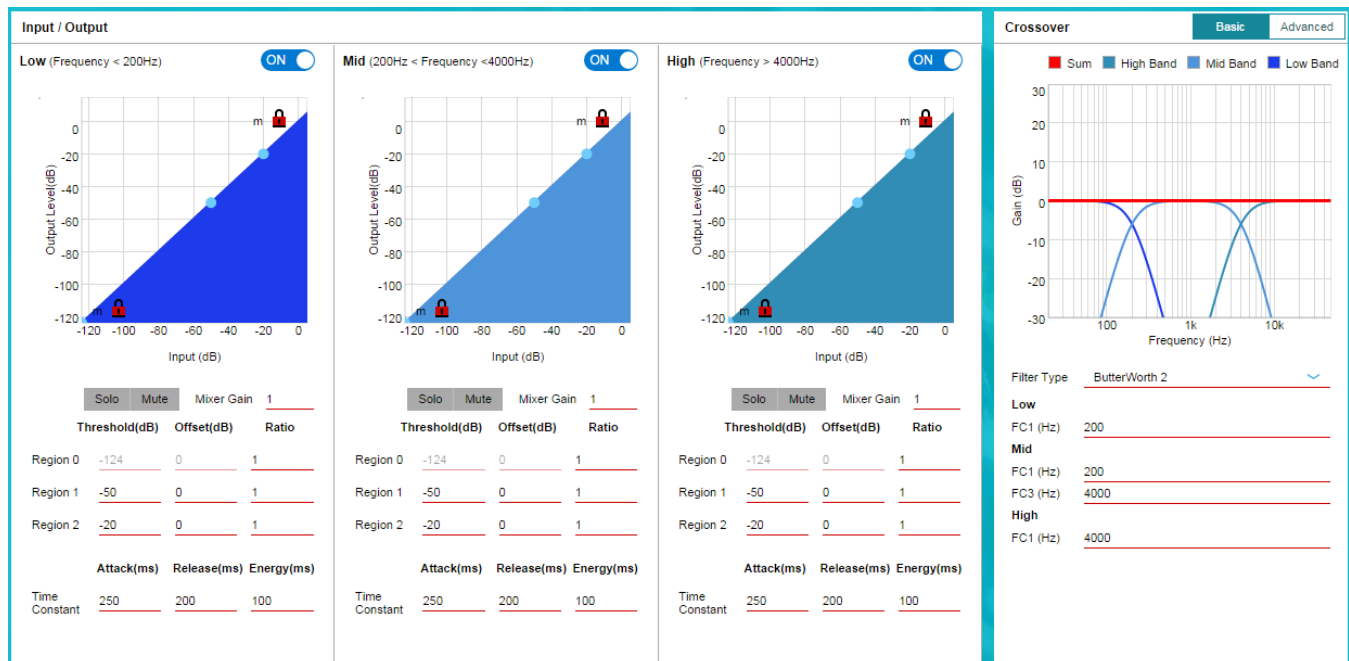 Input / Output
Low (Frequency < 200Hz)
ON
m
0
-20
-40
-60
-80
-100
-120
Output Level(dB)
m
-120 -100 -80 -60 -40 -20 0
Input (dB)
Solo Mute Mixer Gain 1
Threshold(dB) Offset(dB) Ratio
Region 0 -124 0 1
Region 1 -50 0 1
Region 2 -20 0 1
Attack(ms) Release(ms) Energy(ms)
Time
Constant 250 200 100
Mid (200Hz < Frequency <4000Hz)
ON
m
0
-20
-40
-60
-80
-100
-120
Output Level(dB)
m
-120 -100 -80 -60 -40 -20 0
Input (dB)
Solo Mute Mixer Gain 1
Threshold(dB) Offset(dB) Ratio
Region 0 -124 0 1
Region 1 -50 0 1
Region 2 -20 0 1
Attack(ms) Release(ms) Energy(ms)
Time
Constant 250 200 100
High (Frequency > 4000Hz)
ON
m
0
-20
-40
-60
-80
-100
-120
Output Level(dB)
m
-120 -100 -80 -60 -40 -20 0
Input (dB)
Solo Mute Mixer Gain 1
Threshold(dB) Offset(dB) Ratio
Region 0 -124 0 1
Region 1 -50 0 1
Region 2 -20 0 1
Attack(ms) Release(ms) Energy(ms)
Time
Constant 250 200 100
Crossover Basic Advanced
Sum High Band Mid Band Low Band
30
20
10
0
-10
-20
-30
Gain (dB)
100 1k 10k
Frequency (Hz)
Filter Type ButterWorth 2
Low
FC1 (Hz) 200
Mid
FC1 (Hz) 200
FC3 (Hz) 4000
High
FC1 (Hz) 4000